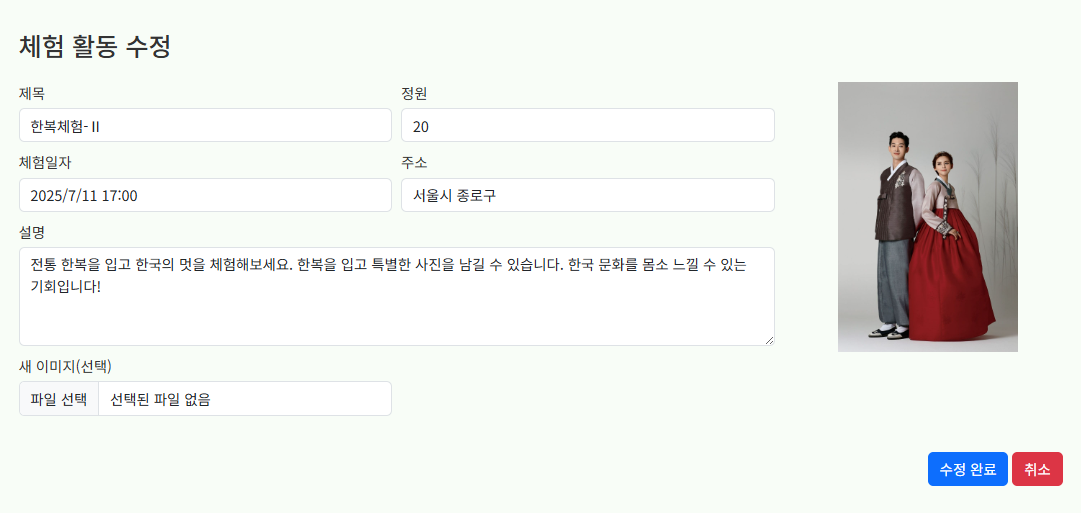 체험 활동 수정
제목
정원
한복체험-Ⅱ
20
체험일자
주소
2025/7/11 17:00
서울시 종로구
설명
전통 한복을 입고 한국의 멋을 체험해보세요. 한복을 입고 특별한 사진을 남길 수 있습니다. 한국 문화를 몸소 느낄 수 있는
기회입니다!
새 이미지(선택)
파일 선택 선택된 파일 없음
수정 완료 취소